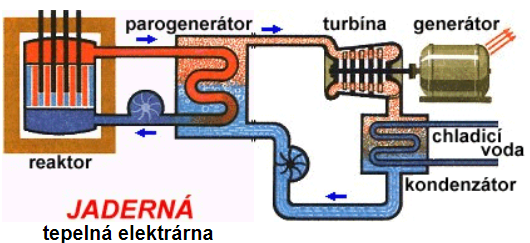 parogenerátor
turbína
generátor
reaktor
chladicí
voda
kondenzátor
JADERNÁ
tepelná elektrárna